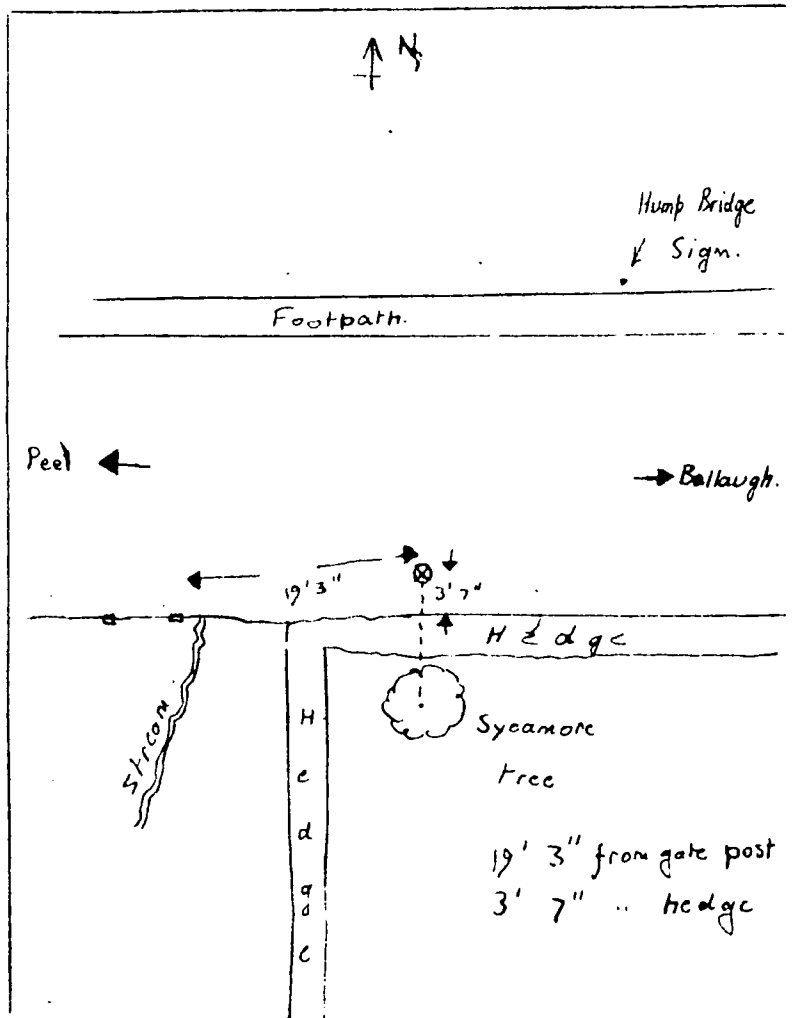 N
Hump Bridge
Sign.
Footpath.
Peel
Ballaugh.
19' 3"
3' 7"
Hedge
Stream
Hedge
Sycamore
tree
19' 3" from gate post
3' 7" " hedge